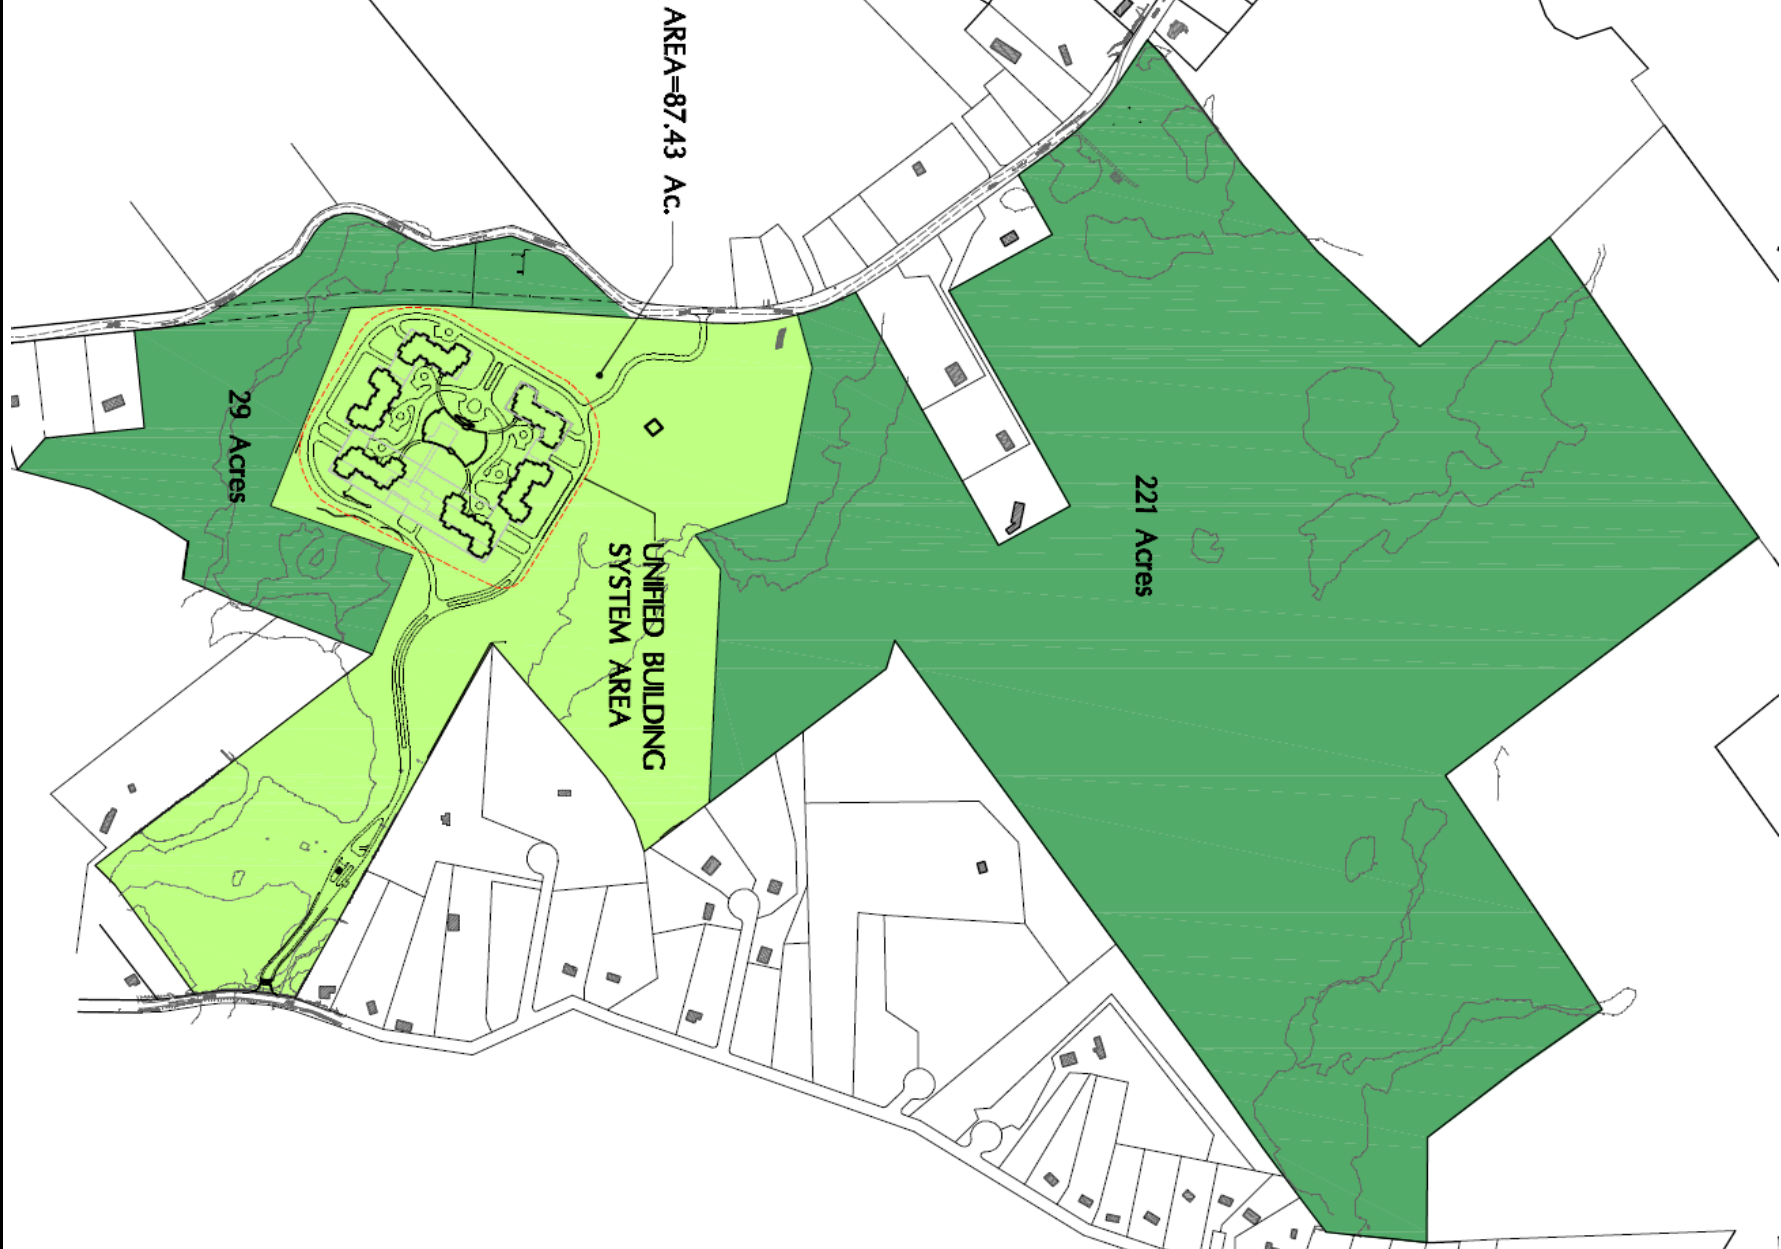 AREA=87.43 Ac.
29 Acres
221 Acres
UNIFIED BUILDING
SYSTEM AREA